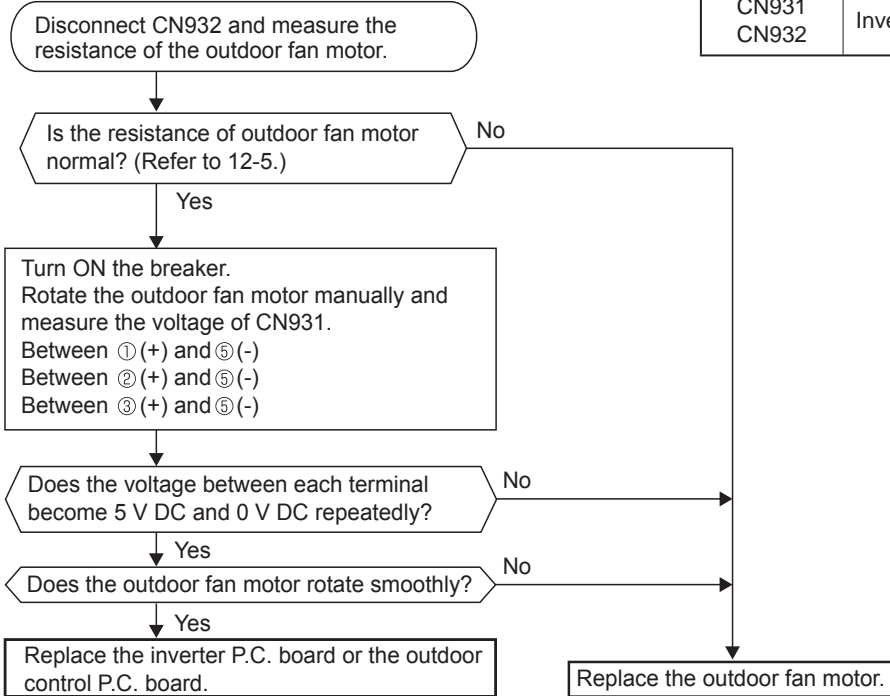 CN931
CN932
Disconnect CN932 and measure the
resistance of the outdoor fan motor.
Is the resistance of outdoor fan motor
normal? (Refer to 12-5.)
No
Yes
Turn ON the breaker.
Rotate the outdoor fan motor manually and
measure the voltage of CN931.
Between ①(+) and ⑤(-)
Between ②(+) and ⑤(-)
Between ③(+) and ⑤(-)
Does the voltage between each terminal
become 5 V DC and 0 V DC repeatedly?
No
Yes
Does the outdoor fan motor rotate smoothly?
No
Yes
Replace the inverter P.C. board or the outdoor
control P.C. board.
Replace the outdoor fan motor.